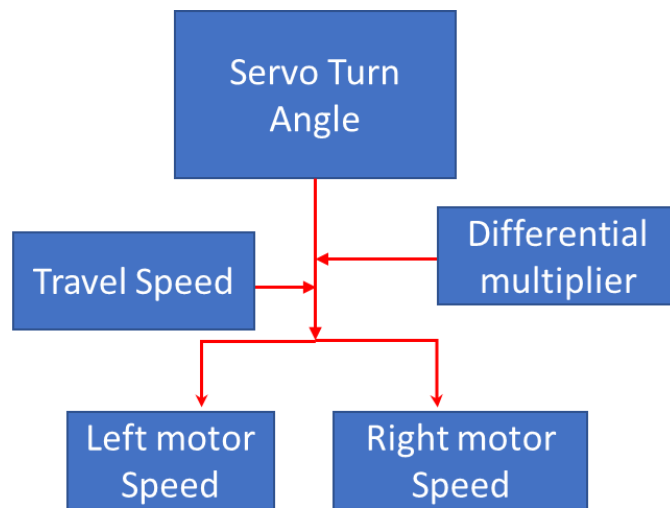 Servo Turn
Angle
Differential
multiplier
Travel Speed
Left motor
Speed
Right motor
Speed